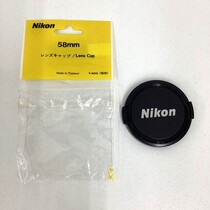 Nikon
58mm
レンズキャップ/Lens Cap
Made in Thailand
Nikon